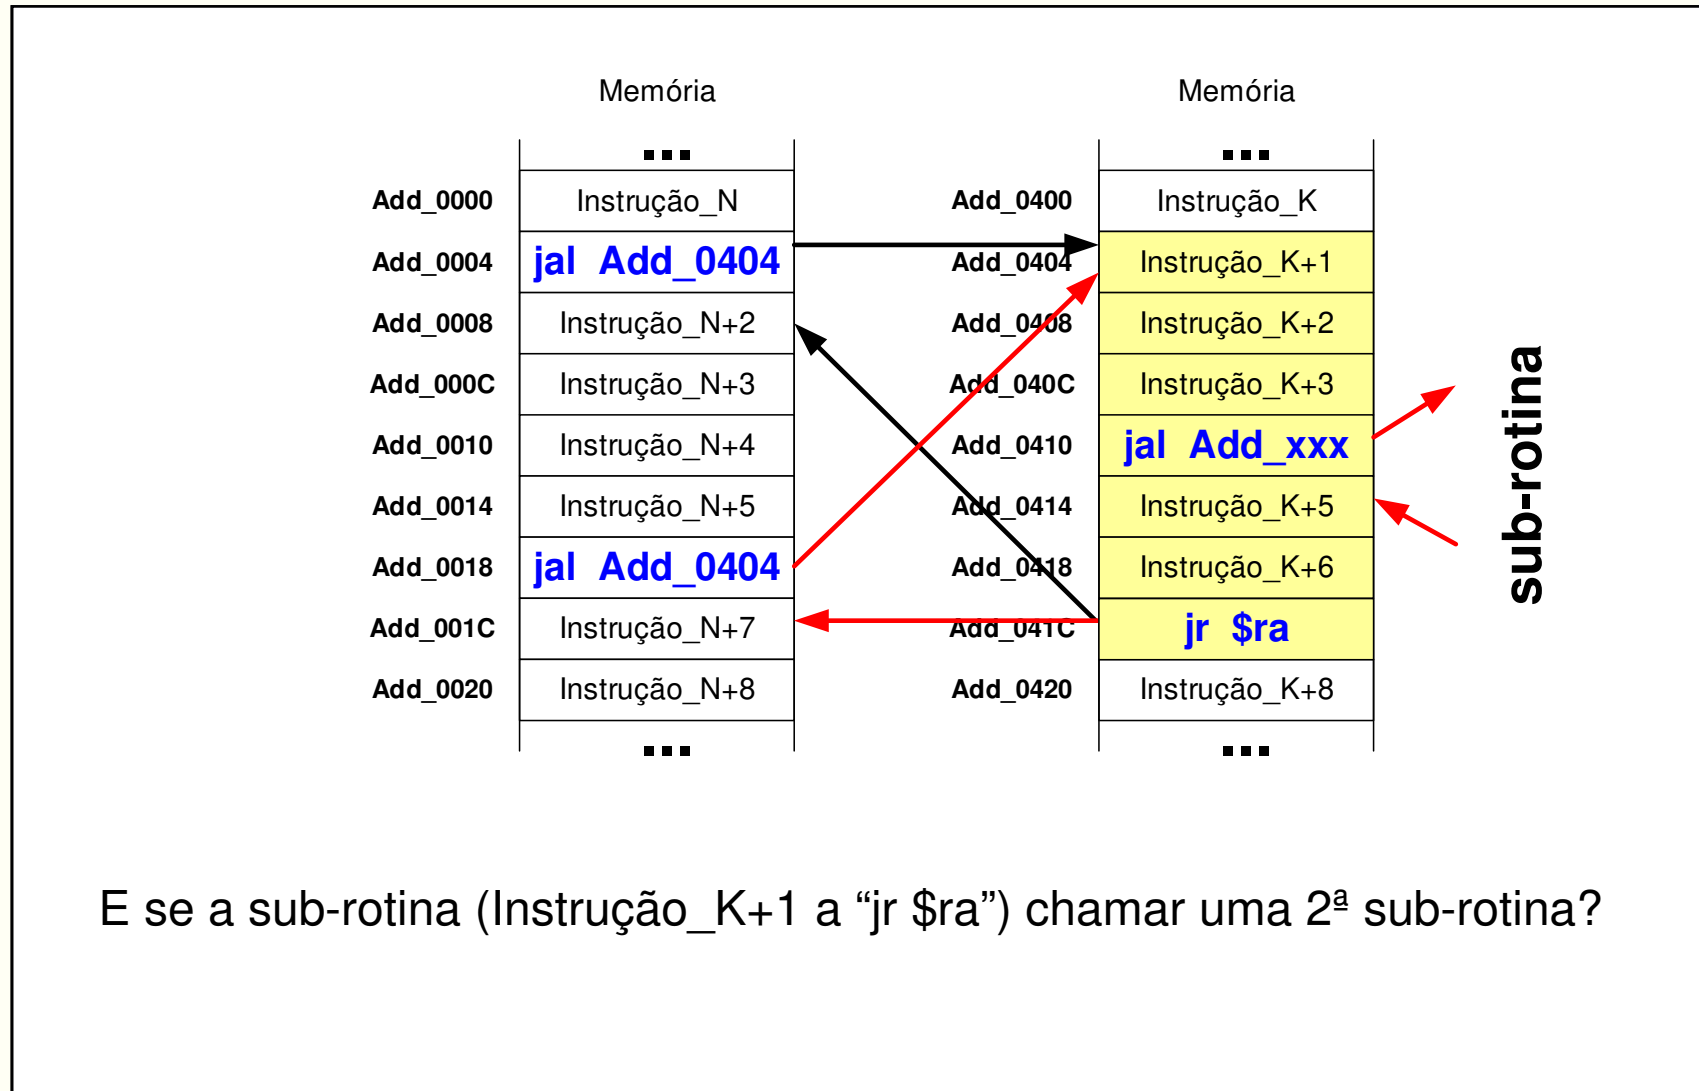 Memória
...
Add_0000 Instrução_N
Add_0004 jal Add_0404
Add_0008 Instrução_N+2
Add_000C Instrução_N+3
Add_0010 Instrução_N+4
Add_0014 Instrução_N+5
Add_0018 jal Add_0404
Add_001C Instrução_N+7
Add_0020 Instrução_N+8
...
Memória
...
Add_0400 Instrução_K
Add_0404 Instrução_K+1
Add_0408 Instrução_K+2
Add_040C Instrução_K+3
Add_0410 jal Add_xxx
Add_0414 Instrução_K+5
Add_0418 Instrução_K+6
Add_041C jr $ra
Add_0420 Instrução_K+8
...
sub-rotina
E se a sub-rotina (Instrução_K+1 a “jr $ra”) chamar uma 2ª sub-rotina?